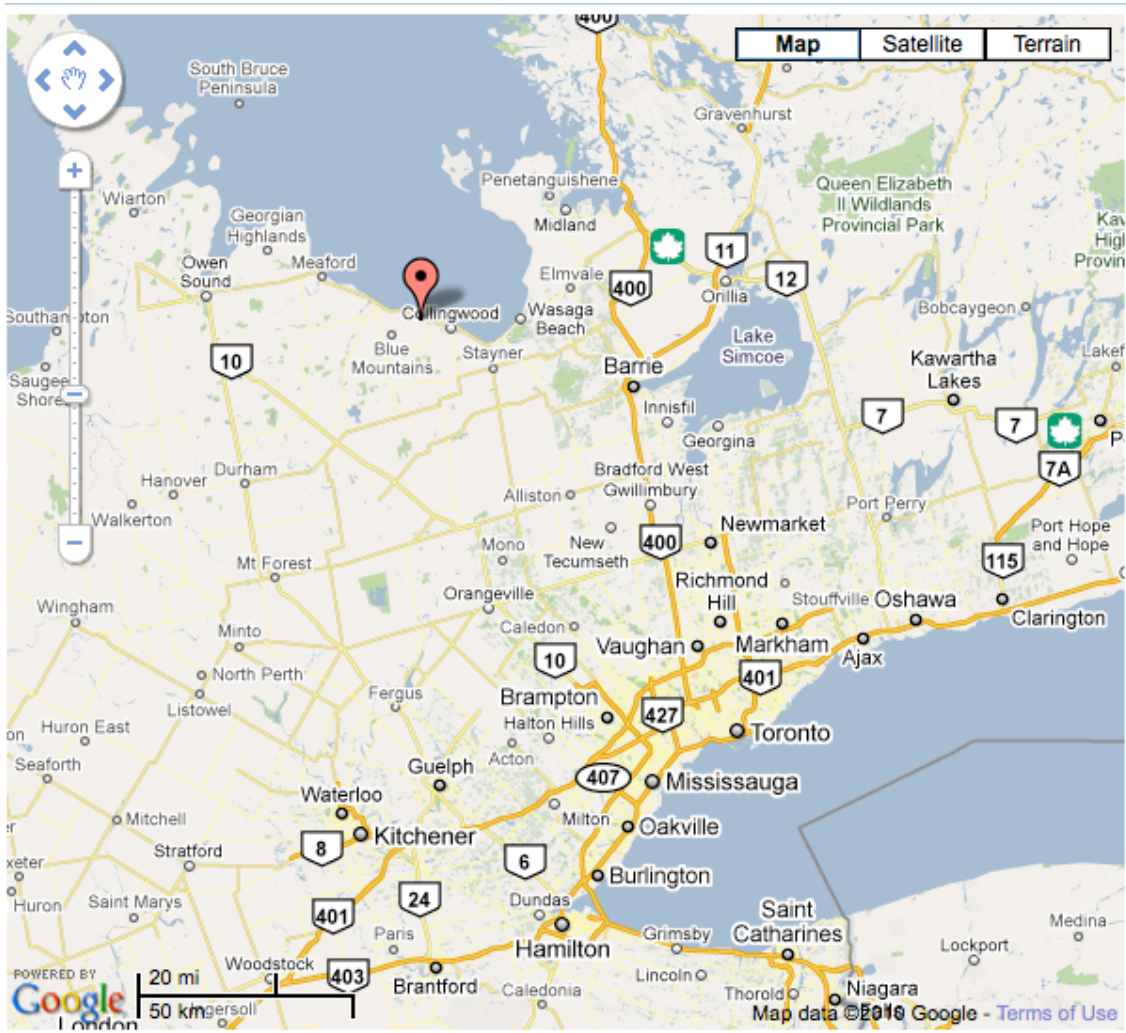 400
Map Satellite Terrain
South Bruce
Peninsula
Gravenhurst
Penetanguishene
Queen Elizabeth
II Wildlands
Provincial Park
Wiarton
Georgian
Highlands
Midland
Owen
Sound
Meaford
11
Elmvale
400
12
Orillia
Southampton
Collingwood
Wasaga
Beach
Bobcaygeon
Lake
Simcoe
Blue
Mountains
Stayner
10
Barrie
Kawartha
Lakes
Saugeen
Shores
Innisfil
7
7
Georgina
7A
Durham
Hanover
Bradford West
Gwillimbury
Alliston
Walkerton
Port Perry
Newmarket
400
New
Tecumseth
Mono
Port Hope
and Hope
115
Mt Forest
Richmond
Hill
Orangeville
Stouffville
Oshawa
Wingham
Clarington
Caledon
Minto
Vaughan
Markham
Ajax
10
North Perth
401
Fergus
Brampton
Listowel
427
Halton Hills
Huron East
Toronto
Acton
Seaforth
Guelph
407
Mississauga
Waterloo
Mitchell
Milton
Oakville
Kitchener
8
Stratford
6
Burlington
24
Huron
Saint Marys
401
Dundas
Saint
Catharines
Medina
Paris
Hamilton
Grimsby
Lockport
Woodstock
403
Brantford
Lincoln
POWERED BY
Google
20 mi
50 km
Ingersoll
London
Caledonia
Thorold
Niagara
Map data Google - Terms of Use